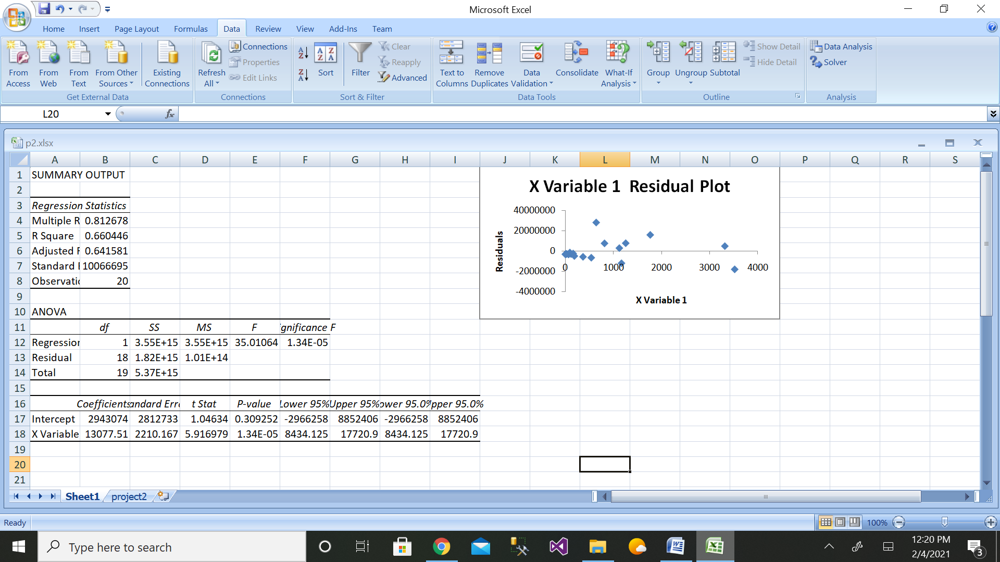 Microsoft Excel
Home Insert Page Layout Formulas Data Review View Add-Ins Team
From Access
From Web
From Text
From Other Sources
Existing Connections
Get External Data
Refresh All
Connections
Properties
Edit Links
Connections
Sort
Filter
Clear
Reapply
Advanced
Sort & Filter
Text to Columns
Remove Duplicates
Data Validation
Consolidate
What-If Analysis
Data Tools
Group
Ungroup
Subtotal
Show Detail
Hide Detail
Outline
Data Analysis
Solver
Analysis
L20
fx
p2.xlsx
A B C D E F G H I J K L M N O P Q R S
1 SUMMARY OUTPUT
2
3 Regression Statistics
4 Multiple R 0.812678
5 R Square 0.660446
6 Adjusted F 0.641581
7 Standard E 10066695
8 Observatio 20
9
10 ANOVA
11 df SS MS F gnificance F
12 Regression 1 3.55E+15 3.55E+15 35.01064 1.34E-05
13 Residual 18 1.82E+15 1.01E+14
14 Total 19 5.37E+15
15
16 Coefficients andard Erro t Stat P-value Lower 95% Upper 95% ower 95.0% pper 95.0%
17 Intercept 2943074 2812733 1.04634 0.309252 -2966258 8852406 -2966258 8852406
18 X Variable 13077.51 2210.167 5.916979 1.34E-05 8434.125 17720.9 8434.125 17720.9
19
20
21
X Variable 1 Residual Plot
40000000
20000000
0
-2000000
-4000000
Residuals
0 1000 2000 3000 4000
X Variable 1
Sheet1 project2
Ready
100%
Type here to search
12:20 PM
2/4/2021
3